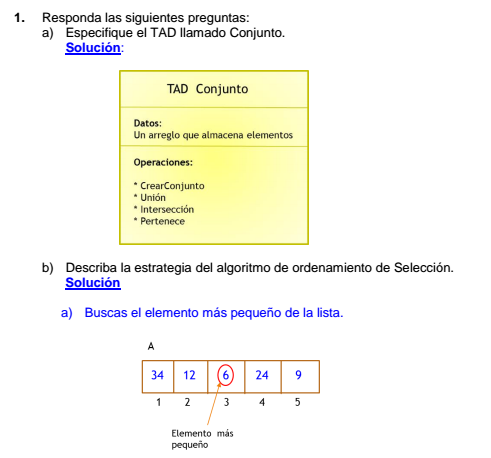 1. Responda las siguientes preguntas:
a) Especifique el TAD llamado Conjunto.
Solución:
TAD Conjunto
Datos:
Un arreglo que almacena elementos
Operaciones:
* CrearConjunto
* Unión
* Intersección
* Pertenece
b) Describa la estrategia del algoritmo de ordenamiento de Selección.
Solución
a) Buscas el elemento más pequeño de la lista.
A
34 12 6 24 9
1 2 3 4 5
Elemento más
pequeño